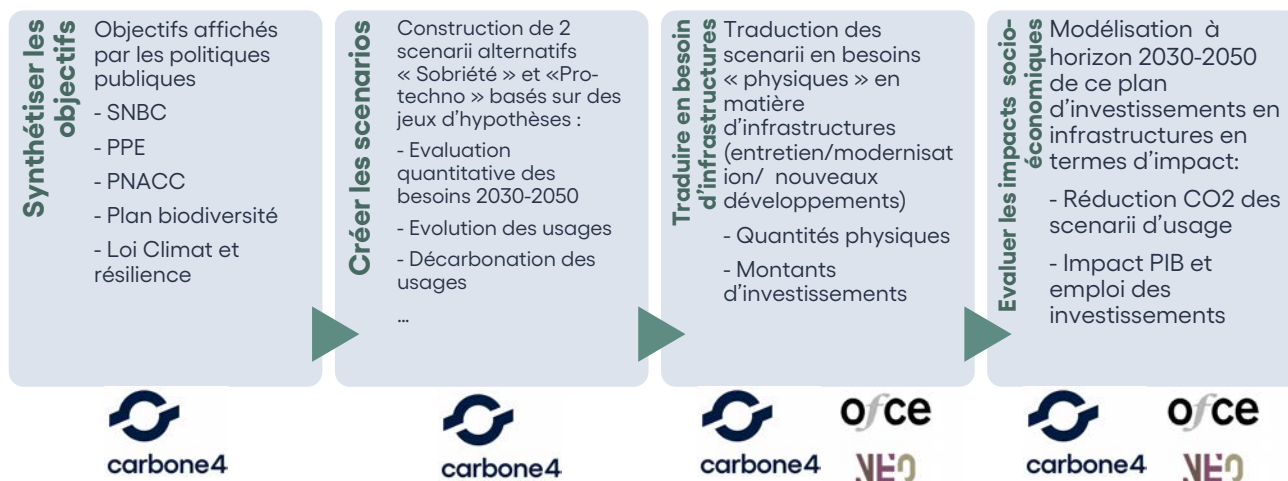 Synthétiser les
objectifs
Objectifs affichés
par les politiques
publiques
- SNBC
- PPE
- PNACC
- Plan biodiversité
- Loi Climat et
résilience
Créer les scenarios
Construction de 2
scenarii alternatifs
« Sobriété » et «Pro-
techno » basés sur des
jeux d’hypothèses :
- Evaluation
quantitative des
besoins 2030-2050
- Evolution des usages
- Décarbonation des
usages
...
Traduire en besoin
d’infrastructures
Traduction des
scenarii en besoins
« physiques » en
matière
d’infrastructures
(entretien/modernisat
ion/ nouveaux
développements)
- Quantités physiques
- Montants
d’investissements
Evaluer les impacts socio-
économiques
Modélisation à
horizon 2030-2050
de ce plan
d’investissements en
infrastructures en
termes d’impact:
- Réduction CO2 des
scenarii d’usage
- Impact PIB et
emploi des
investissements
carbone4
carbone4
carbone4
ofce
NEO
carbone4
ofce
NEO